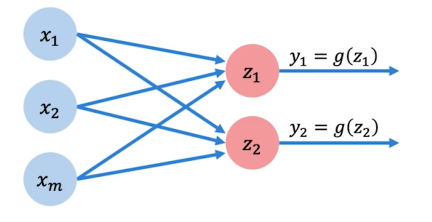 x₁
x₂
xₘ
z₁
z₂
y₁ = g(z₁)
y₂ = g(z₂)